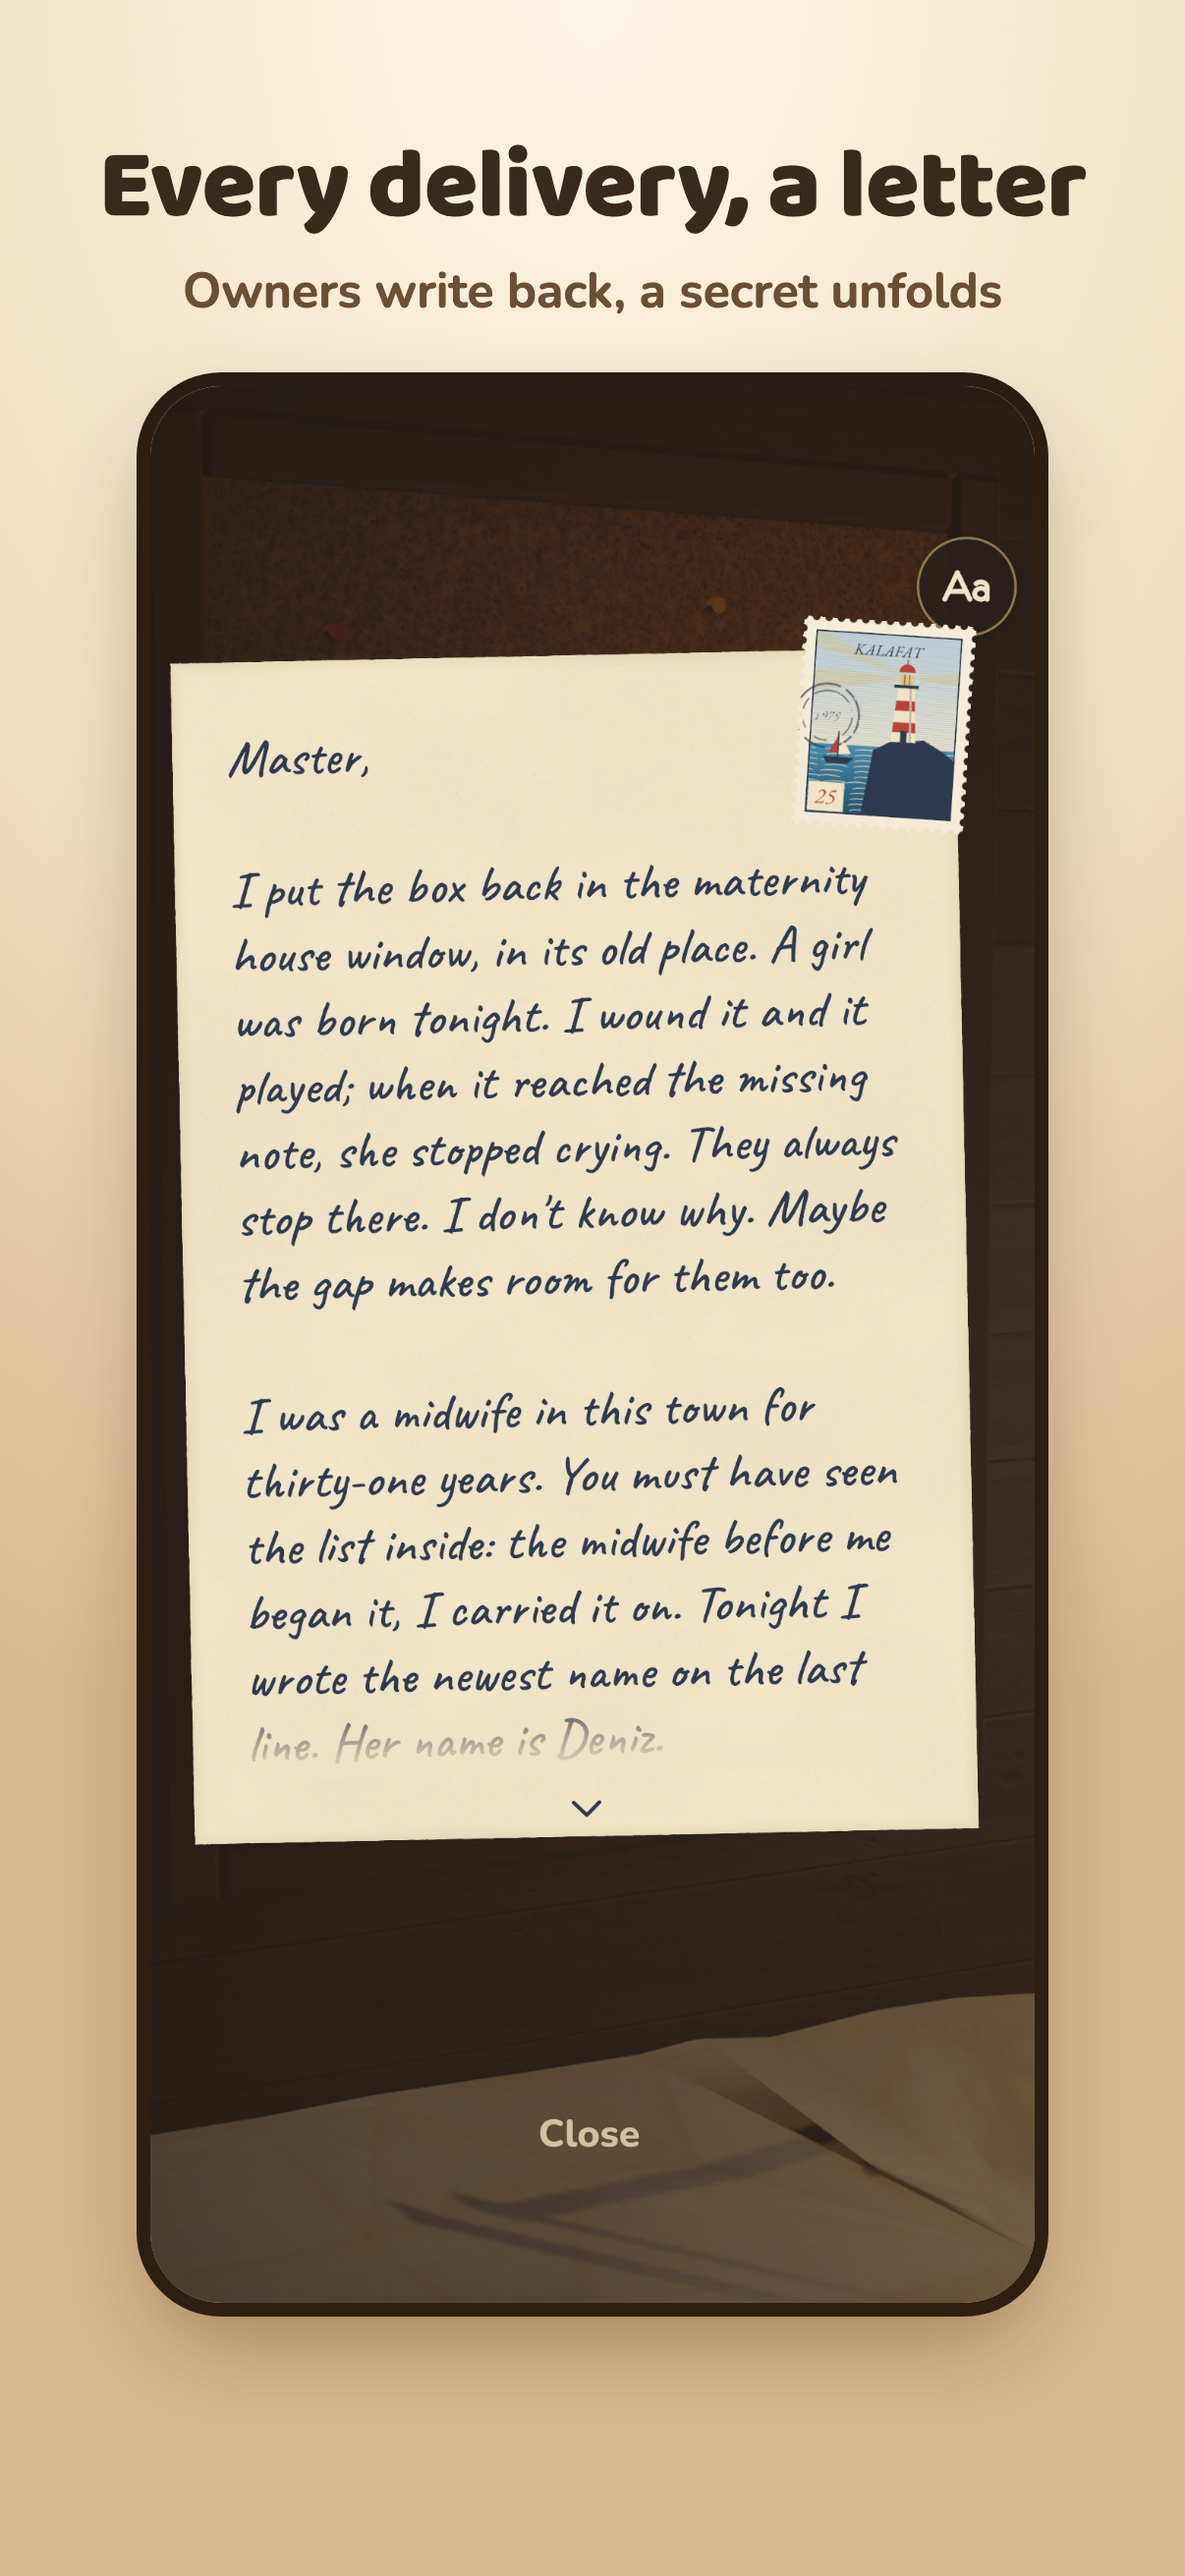 Every delivery, a letter
Owners write back, a secret unfolds
Aa
KALAFAT
1975
25
Master,
I put the box back in the maternity
house window, in its old place. A girl
was born tonight. I wound it and it
played; when it reached the missing
note, she stopped crying. They always
stop there. I don't know why. Maybe
the gap makes room for them too.
I was a midwife in this town for
thirty-one years. You must have seen
the list inside: the midwife before me
began it, I carried it on. Tonight I
wrote the newest name on the last
line. Her name is Deniz.
Close